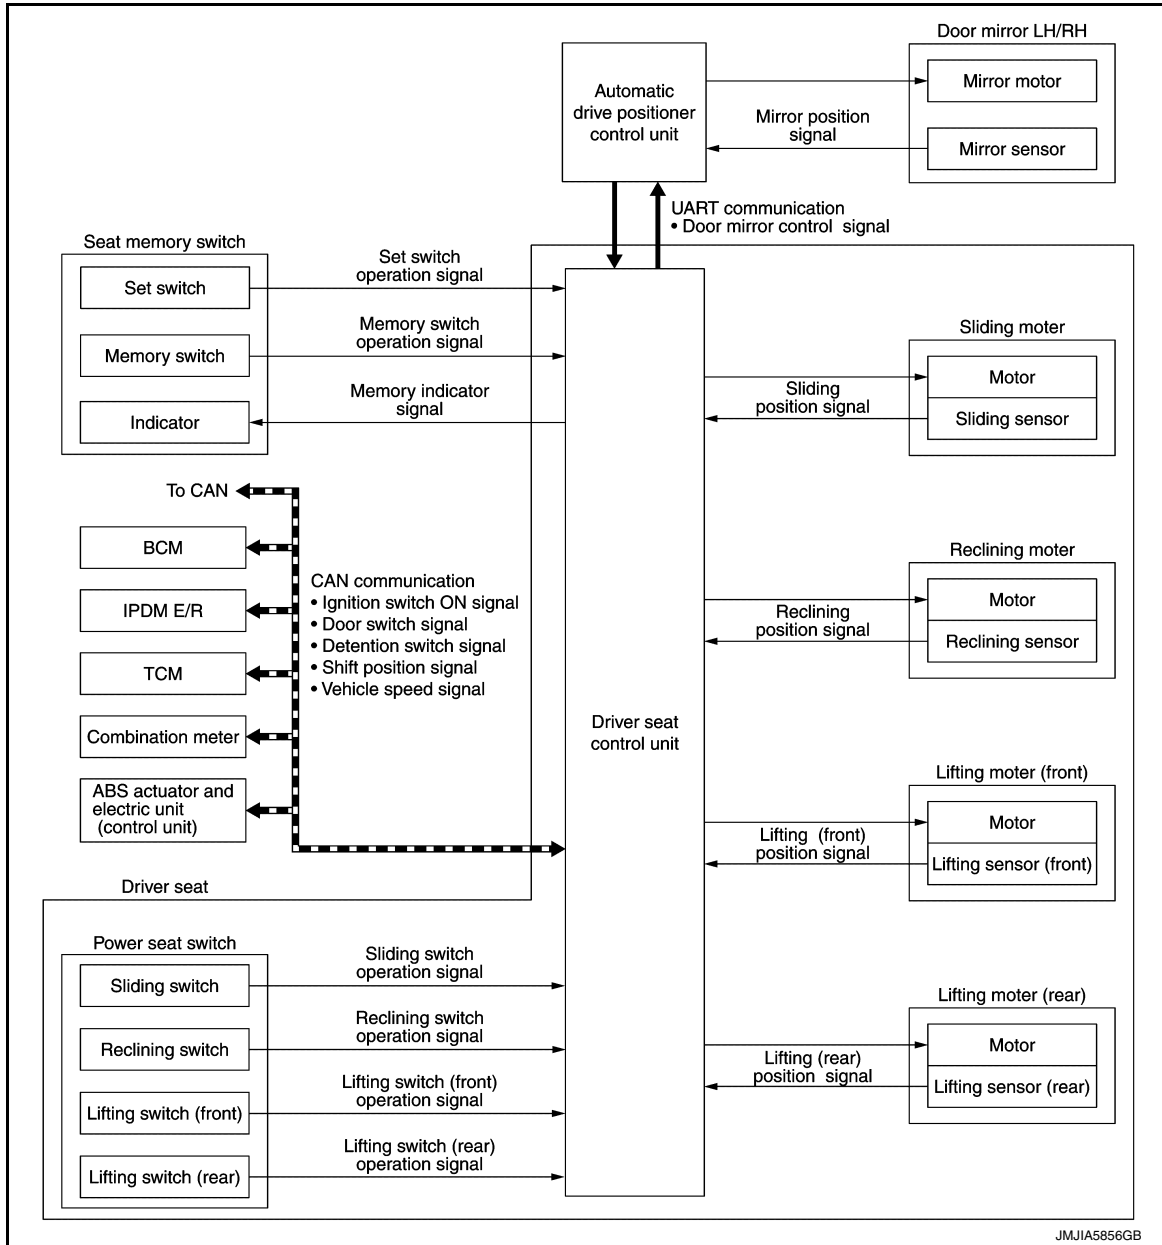 Door mirror LH/RH
Automatic
drive positioner
control unit
Mirror motor
Mirror position
signal
Mirror sensor
UART communication
• Door mirror control signal
Seat memory switch
Set switch
Set switch
operation signal
Memory switch
Memory switch
operation signal
Indicator
Memory indicator
signal
Sliding moter
Motor
Sliding
position signal
Sliding sensor
To CAN
BCM
IPDM E/R
TCM
Combination meter
ABS actuator and
electric unit
(control unit)
CAN communication
• Ignition switch ON signal
• Door switch signal
• Detention switch signal
• Shift position signal
• Vehicle speed signal
Reclining moter
Motor
Reclining
position signal
Reclining sensor
Driver seat
control unit
Lifting moter (front)
Motor
Lifting (front)
position signal
Lifting sensor (front)
Driver seat
Power seat switch
Sliding switch
Sliding switch
operation signal
Reclining switch
Reclining switch
operation signal
Lifting switch (front)
Lifting switch (front)
operation signal
Lifting switch (rear)
Lifting switch (rear)
operation signal
Lifting moter (rear)
Motor
Lifting (rear)
position signal
Lifting sensor (rear)
JMJIA5856GB